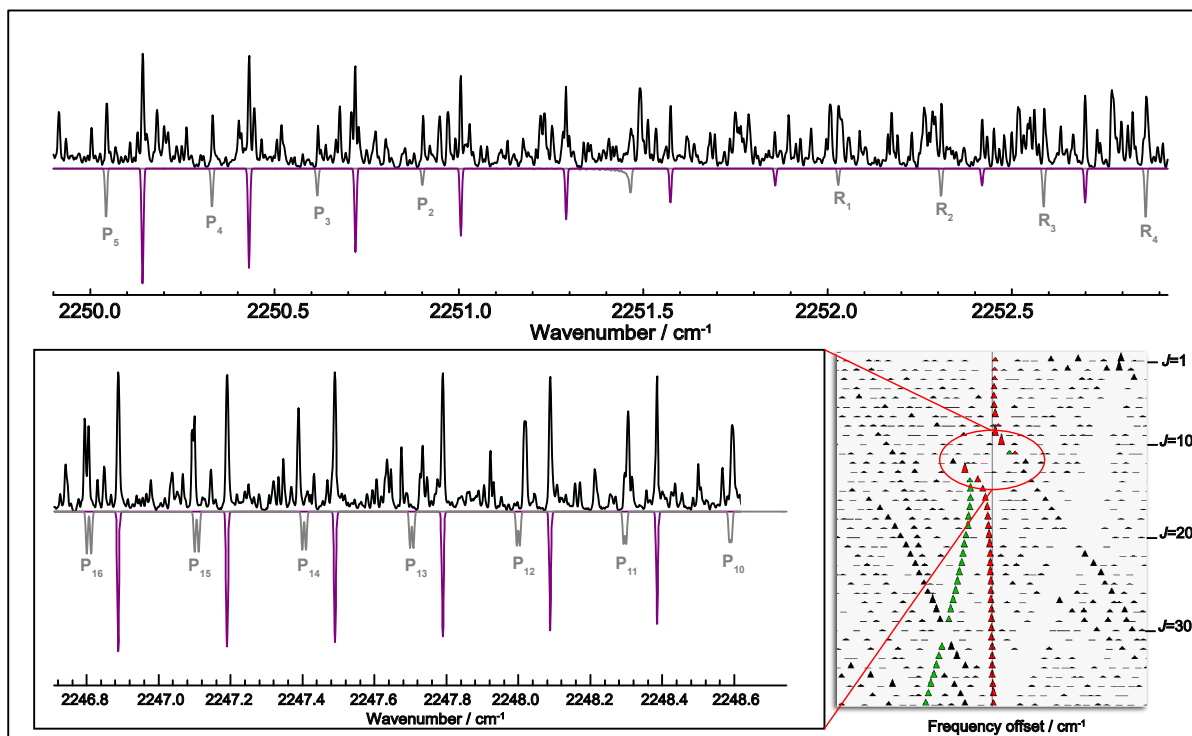 P5 P4 P3 P2 R1 R2 R3 R4
2250.0 2250.5 2251.0 2251.5 2252.0 2252.5
Wavenumber / cm-1
P16 P15 P14 P13 P12 P11 P10
2246.8 2247.0 2247.2 2247.4 2247.6 2247.8 2248.0 2248.2 2248.4 2248.6
Wavenumber / cm-1
J=1
J=10
J=20
J=30
Frequency offset / cm-1